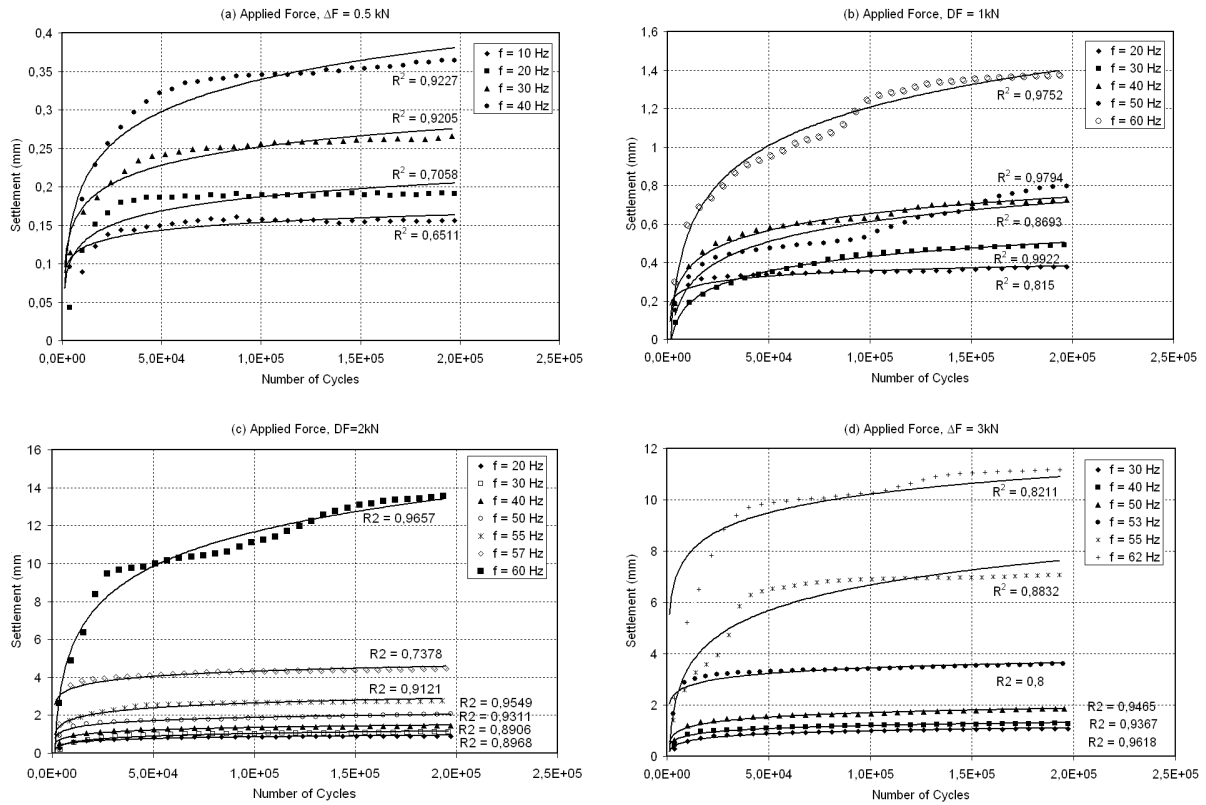 (a) Applied Force, ΔF = 0.5 kN
0,4
0,35
0,3
0,25
0,2
0,15
0,1
0,05
0
Settlement (mm)
f = 10 Hz
f = 20 Hz
f = 30 Hz
f = 40 Hz
R² = 0,9227
R² = 0,9205
R² = 0,7058
R² = 0,6511
0,0E+00 5,0E+04 1,0E+05 1,5E+05 2,0E+05 2,5E+05
Number of Cycles
(b) Applied Force, DF = 1kN
1,6
1,4
1,2
1
0,8
0,6
0,4
0,2
0
Settlement (mm)
f = 20 Hz
f = 30 Hz
f = 40 Hz
f = 50 Hz
f = 60 Hz
R² = 0,9752
R² = 0,9794
R² = 0,8693
R² = 0,9922
R² = 0,815
0,0E+00 5,0E+04 1,0E+05 1,5E+05 2,0E+05 2,5E+05
Number of Cycles
(c) Applied Force, DF=2kN
16
14
12
10
8
6
4
2
0
Settlement (mm
f = 20 Hz
f = 30 Hz
f = 40 Hz
f = 50 Hz
f = 55 Hz
f = 57 Hz
f = 60 Hz
R2 = 0,9657
R2 = 0,7378
R2 = 0,9121
R2 = 0,9549
R2 = 0,9311
R2 = 0,8906
R2 = 0,8968
0,0E+00 5,0E+04 1,0E+05 1,5E+05 2,0E+05 2,5E+05
Number of Cycles
(d) Applied Force, ΔF = 3kN
12
10
8
6
4
2
0
Settlement (mm)
f = 30 Hz
f = 40 Hz
f = 50 Hz
f = 53 Hz
f = 55 Hz
f = 62 Hz
R² = 0,8211
R² = 0,8832
R² = 0,8
R2 = 0,9465
R2 = 0,9367
R2 = 0,9618
0,0E+00 5,0E+04 1,0E+05 1,5E+05 2,0E+05 2,5E+05
Number of Cycles